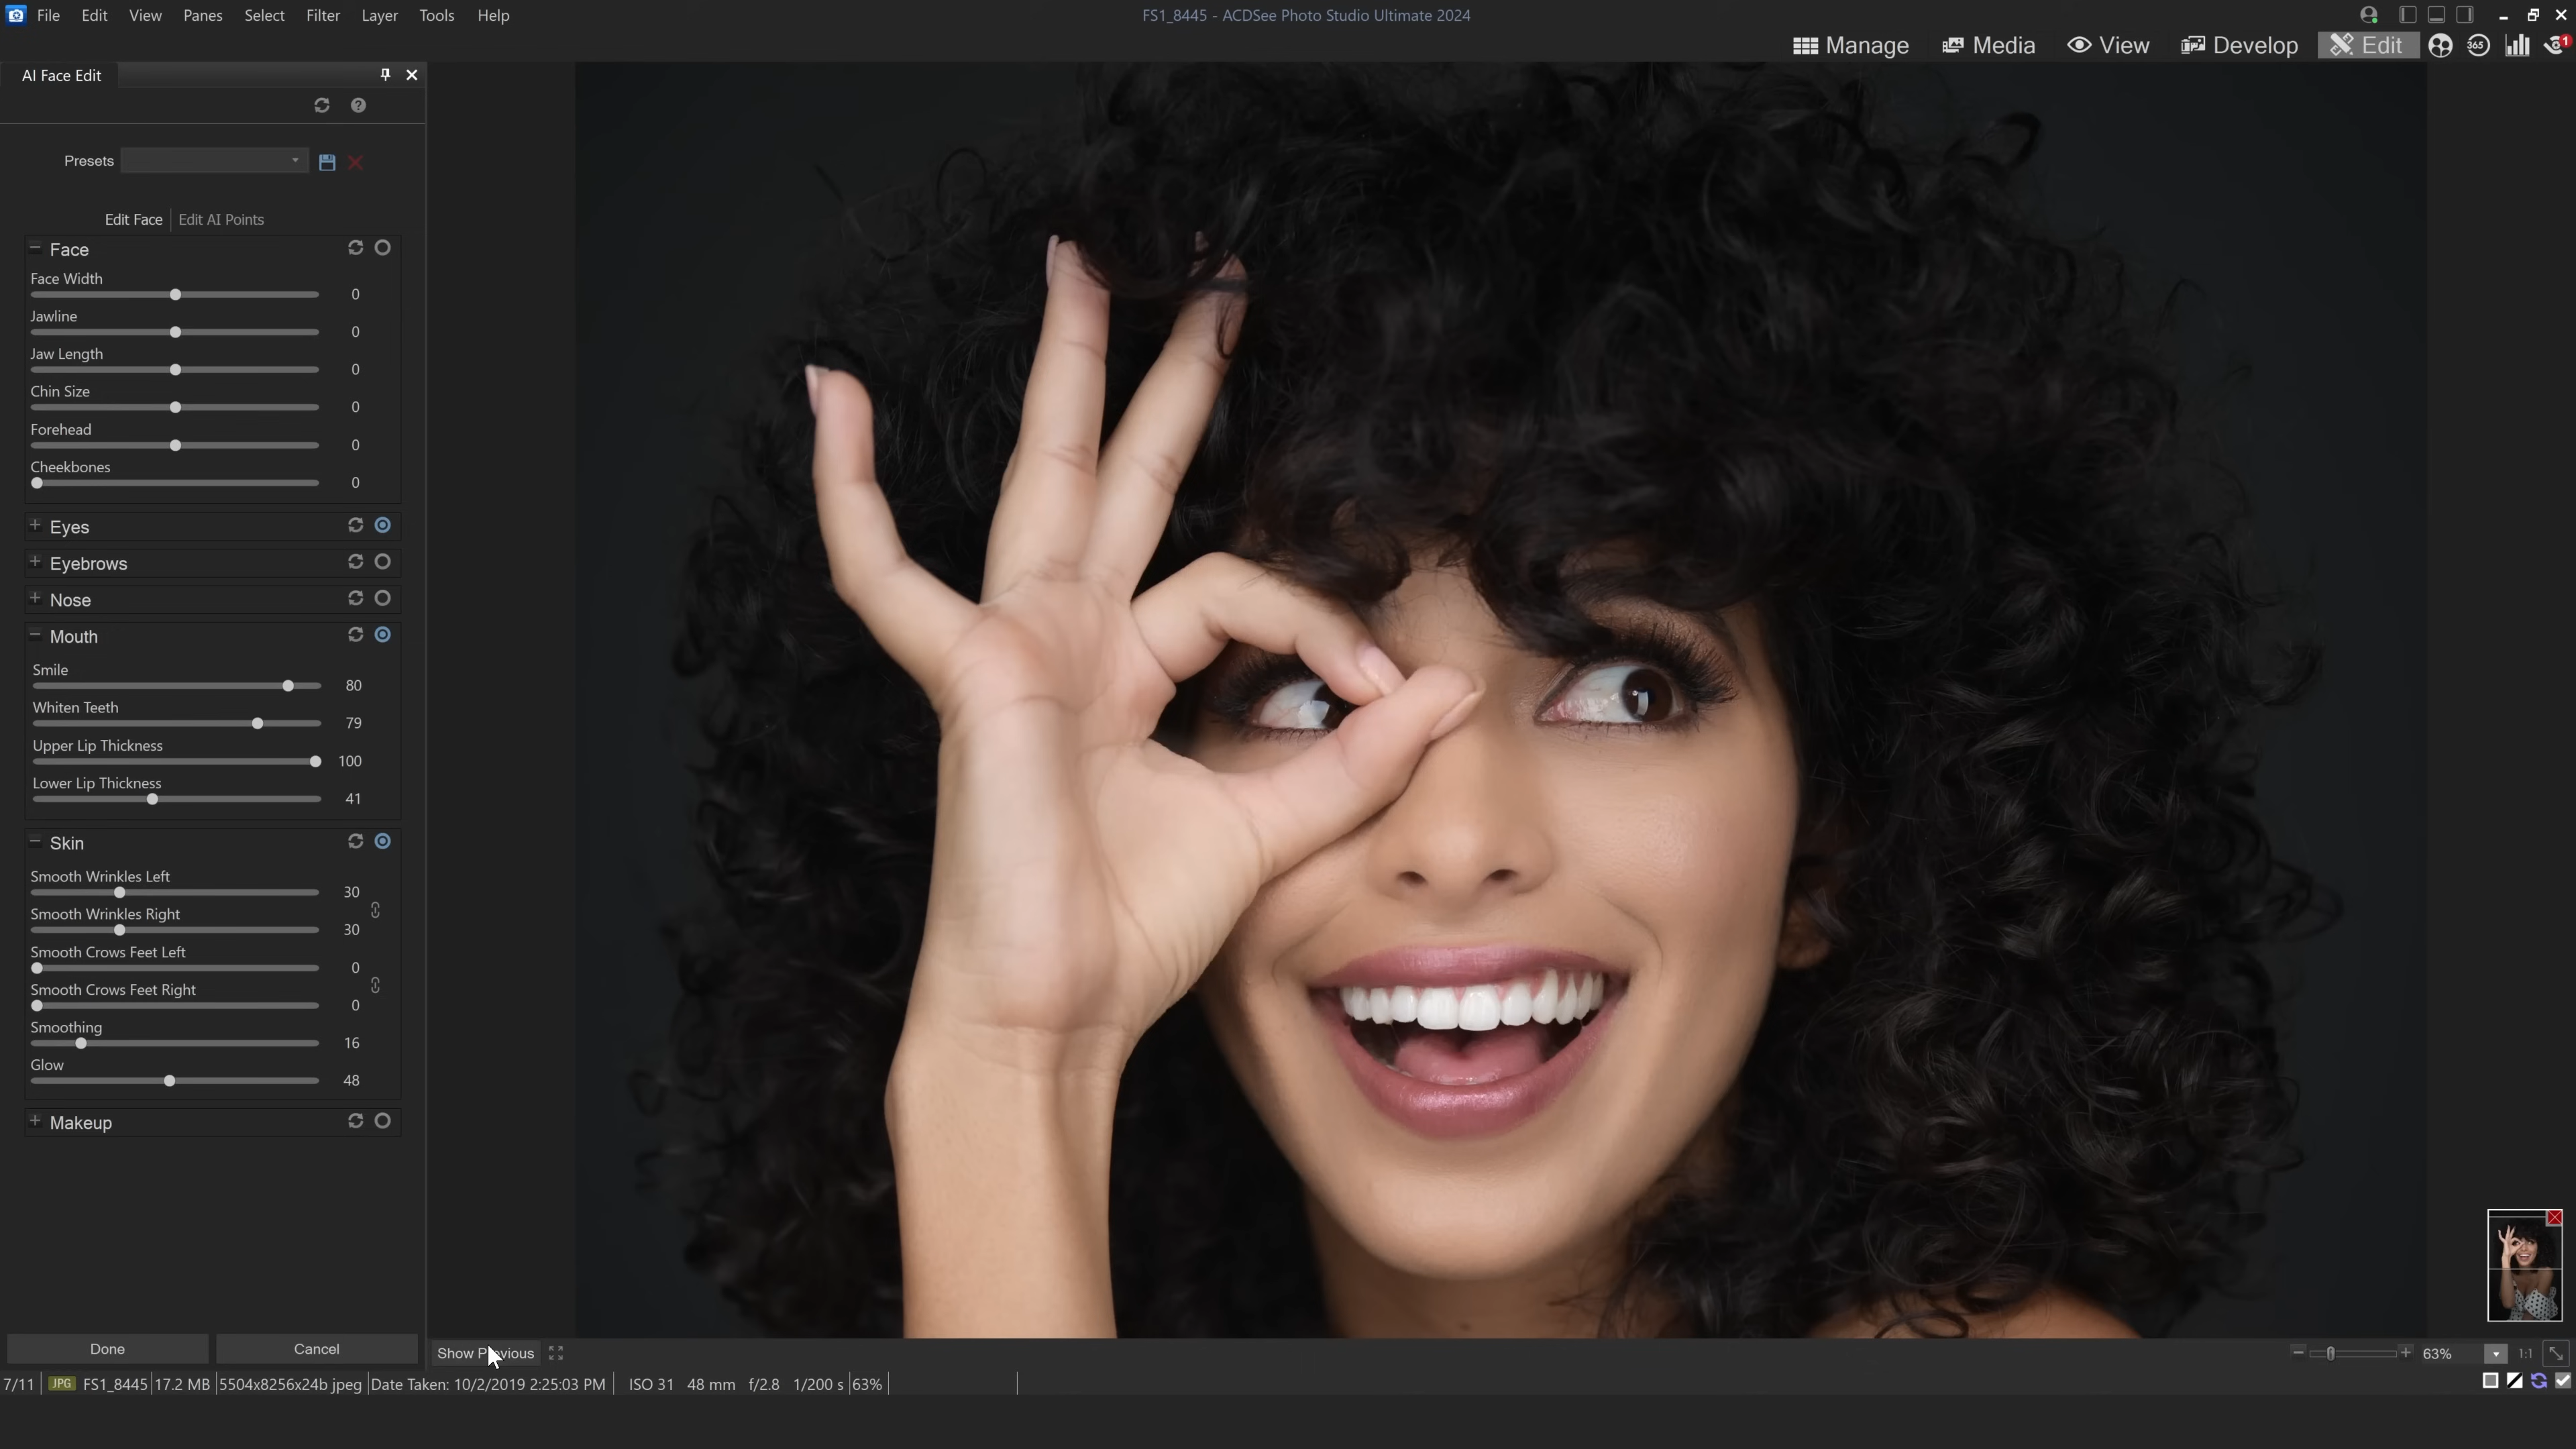 File Edit View Panes Select Filter Layer Tools Help
FS1_8445 - ACDSee Photo Studio Ultimate 2024
Manage Media View Develop Edit 365 1
AI Face Edit
Presets
Edit Face Edit AI Points
Face
Face Width 0
Jawline 0
Jaw Length 0
Chin Size 0
Forehead 0
Cheekbones 0
Eyes
Eyebrows
Nose
Mouth
Smile 80
Whiten Teeth 79
Upper Lip Thickness 100
Lower Lip Thickness 41
Skin
Smooth Wrinkles Left 30
Smooth Wrinkles Right 30
Smooth Crows Feet Left 0
Smooth Crows Feet Right 0
Smoothing 16
Glow 48
Makeup
Done Cancel Show Previous 63% 1:1
7/11 JPG FS1_8445 17.2 MB 5504x8256x24b jpeg Date Taken: 10/2/2019 2:25:03 PM ISO 31 48 mm f/2.8 1/200 s 63%